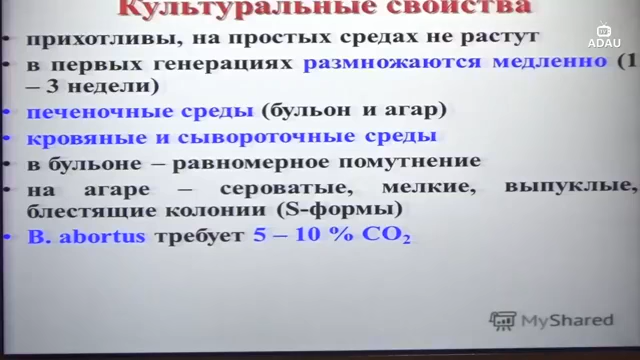 Культуральные свойства
ADAU
• прихотливы, на простых средах не растут
• в первых генерациях размножаются медленно (1
– 3 недели)
• печеночные среды (бульон и агар)
• кровяные и сывороточные среды
• в бульоне – равномерное помутнение
• на агаре – сероватые, мелкие, выпуклые,
блестящие колонии (S-формы)
• B. abortus требует 5 – 10 % CO₂
MyShared